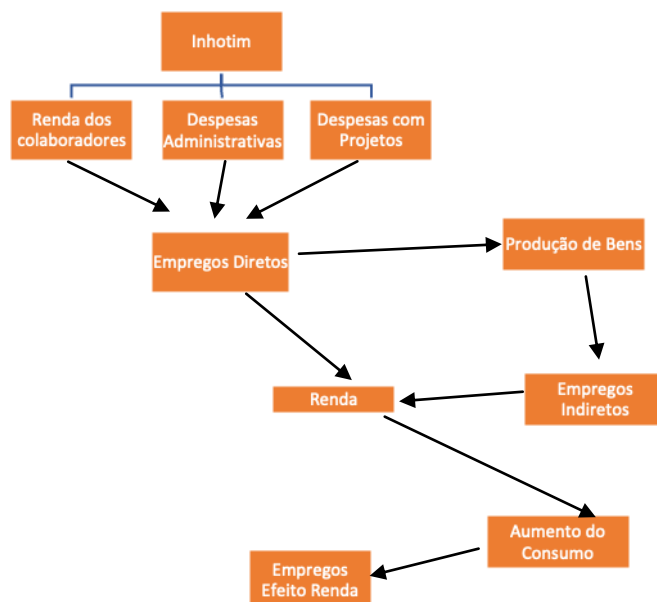 Inhotim
Renda dos
colaboradores
Despesas
Administrativas
Despesas com
Projetos
Empregos Diretos
Produção de Bens
Renda
Empregos
Indiretos
Aumento do
Consumo
Empregos
Efeito Renda